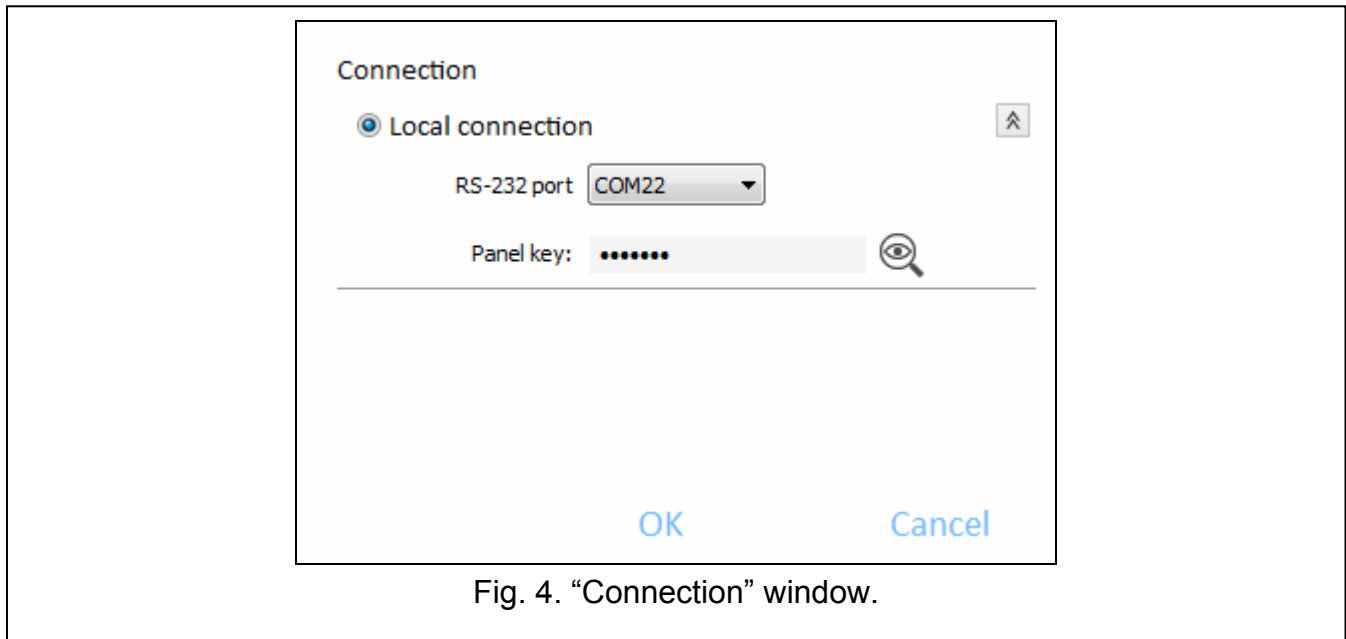 Connection
Local connection
RS-232 port COM22
Panel key: •••••••
OK Cancel
Fig. 4. “Connection” window.